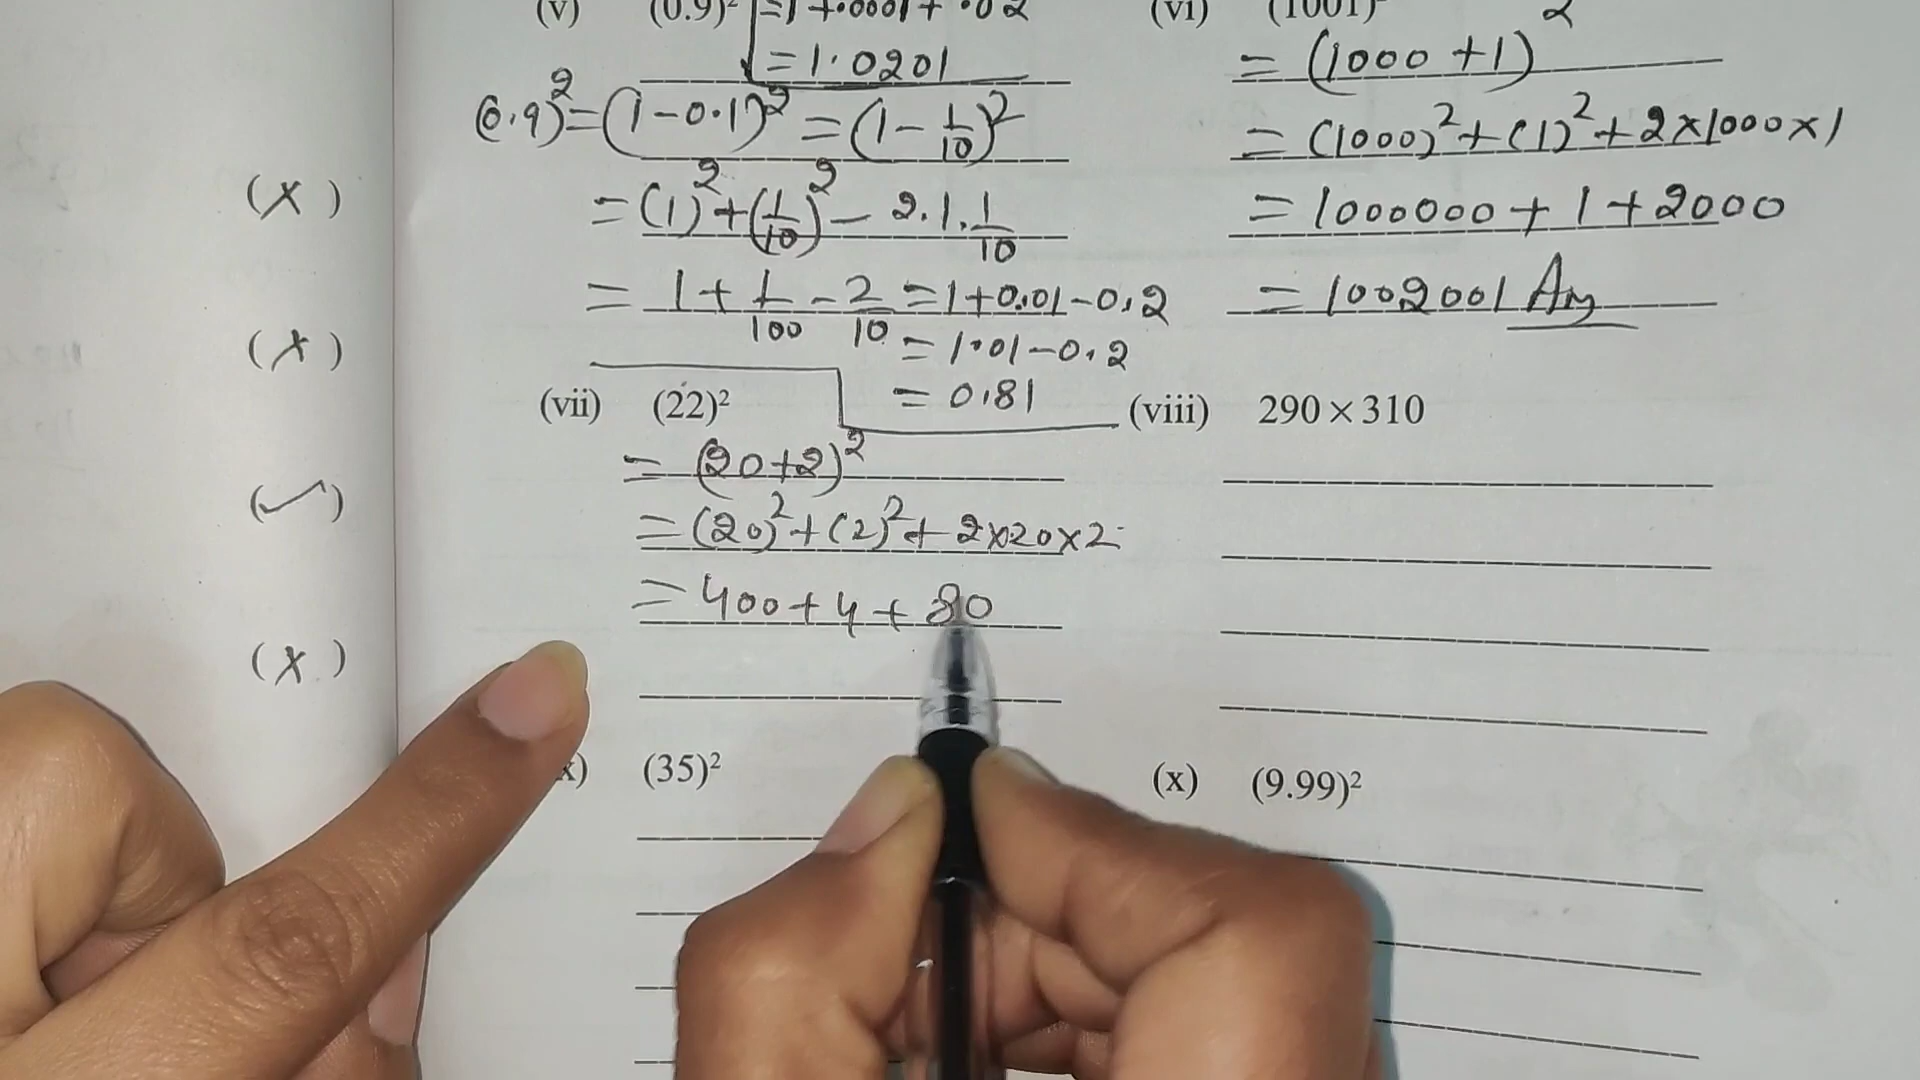 (v) (0.9)² =1+.0001+.02
=1.0201
(0.9)²=(1-0.1)²=(1-1/10)²
=(1)²+(1/10)²-2.1.1/10
=1+1/100-2/10=1+0.01-0.2
=1.01-0.2
=0.81
(vi) (1001)²
=(1000+1)²
=(1000)²+(1)²+2×1000×1
=1000000+1+2000
=1002001 Ans
(×)
(×)
(✓)
(×)
(vii) (22)²
=(20+2)²
=(20)²+(2)²+2×20×2
=400+4+80
(viii) 290×310
x) (35)²
(x) (9.99)²